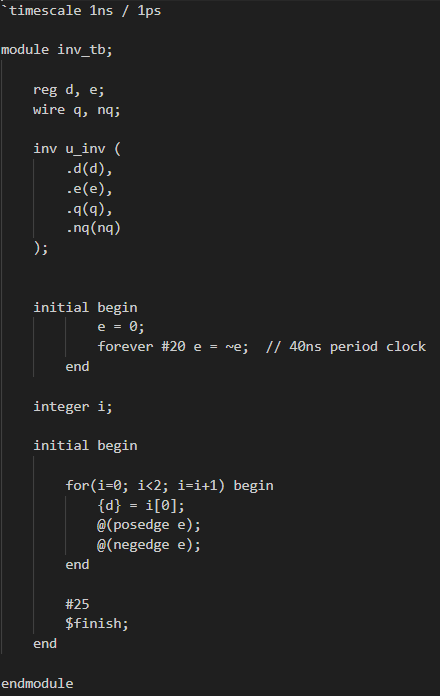 `timescale 1ns / 1ps
module inv_tb;
reg d, e;
wire q, nq;
inv u_inv (
.d(d),
.e(e),
.q(q),
.nq(nq)
);
initial begin
e = 0;
forever #20 e = ~e;  // 40ns period clock
end
integer i;
initial begin
for(i=0; i<2; i=i+1) begin
{d} = i[0];
@(posedge e);
@(negedge e);
end
#25
$finish;
end
endmodule